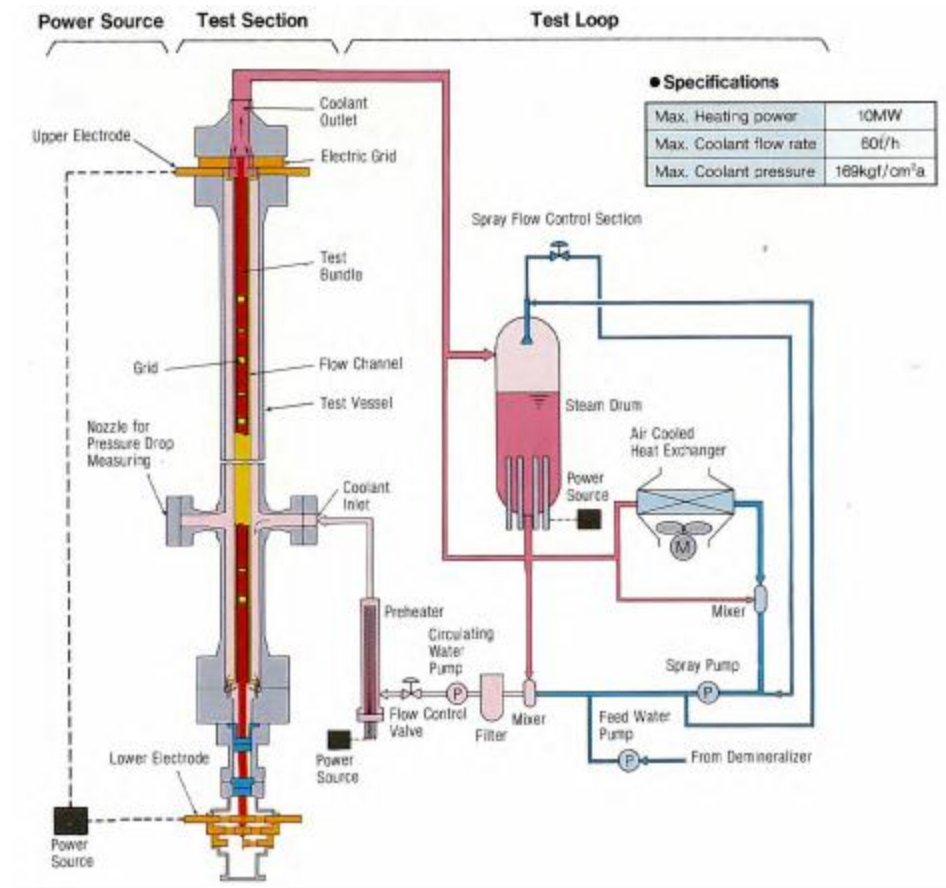 Power Source
Test Section
Test Loop
● Specifications
Max. Heating power
10MW
Max. Coolant flow rate
60t/h
Max. Coolant pressure
169kgf/cm²a
Coolant
Outlet
Upper Electrode
Electric Grid
Spray Flow Control Section
Test
Bundle
Grid
Flow Channel
Test Vessel
Steam Drum
Nozzle for
Pressure Drop
Measuring
Air Cooled
Heat Exchanger
Coolant
Inlet
Power
Source
M
Preheater
Mixer
Circulating
Water
Pump
Spray Pump
P
P
Flow Control
Valve
Filter
Mixer
Feed Water
Pump
Power
Source
P
From Demineralizer
Lower Electrode
Power
Source